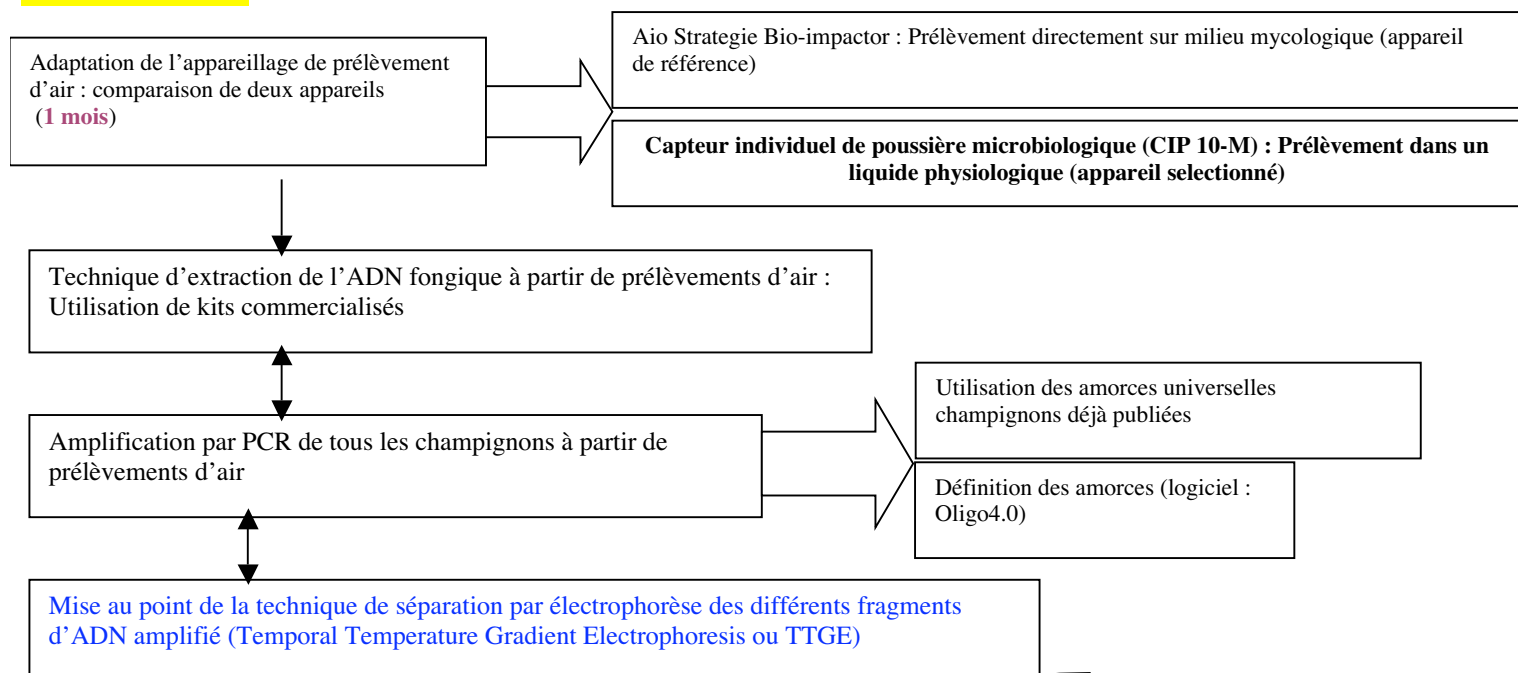 Adaptation de l'appareillage de prélèvement
d'air : comparaison de deux appareils
(1 mois)
Aio Strategie Bio-impactor : Prélèvement directement sur milieu mycologique (appareil
de référence)
Capteur individuel de poussière microbiologique (CIP 10-M) : Prélèvement dans un
liquide physiologique (appareil selectionné)
Technique d'extraction de l'ADN fongique à partir de prélèvements d'air :
Utilisation de kits commercialisés
Amplification par PCR de tous les champignons à partir de
prélèvements d'air
Utilisation des amorces universelles
champignons déjà publiées
Définition des amorces (logiciel :
Oligo4.0)
Mise au point de la technique de séparation par électrophorèse des différents fragments
d'ADN amplifié (Temporal Temperature Gradient Electrophoresis ou TTGE)